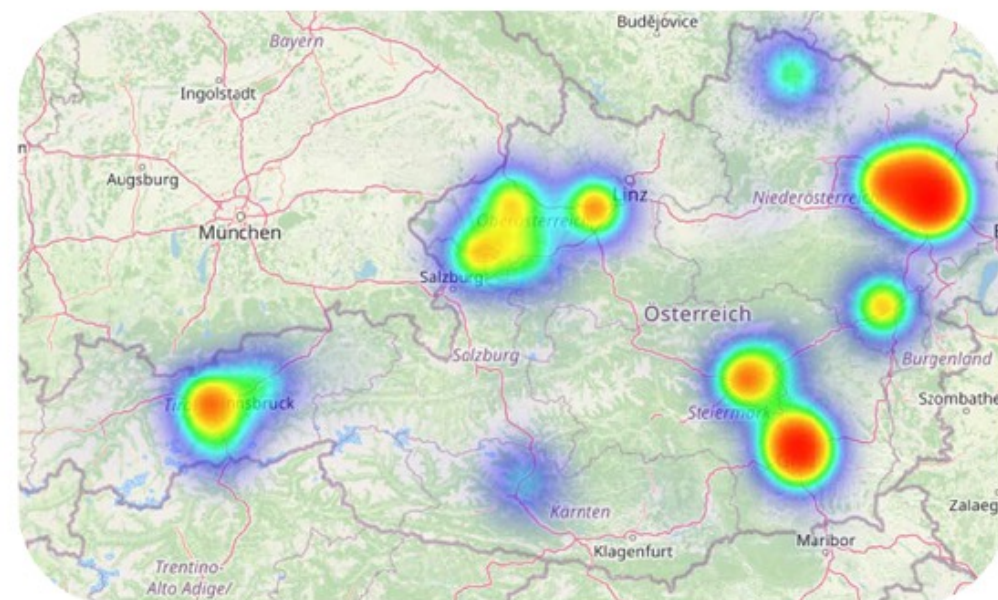 Budějovice
Bayern
Ingolstadt
Augsburg
Linz
Niederösterreich
Oberösterreich
München
Salzburg
Österreich
Salzburg
Burgenland
Szombathe
Innsbruck
Steiermark
Kärnten
Zalaeg
Klagenfurt
Maribor
Trentino-
Alto Adige/